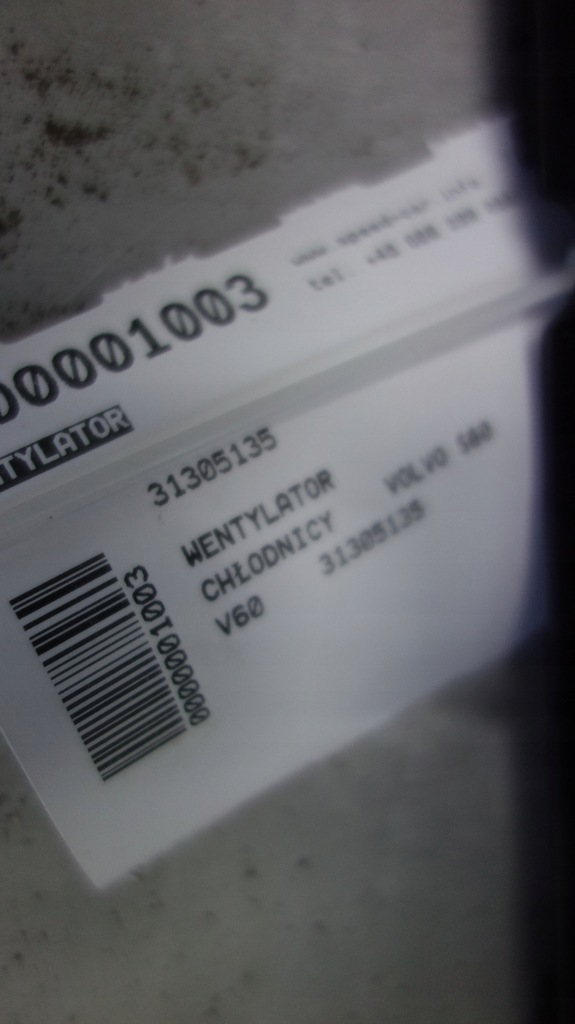 00001003
TYLATOR
31305135
WENTYLATOR
CHŁODNICY VOLVO S60
V60 31305135
0000001003